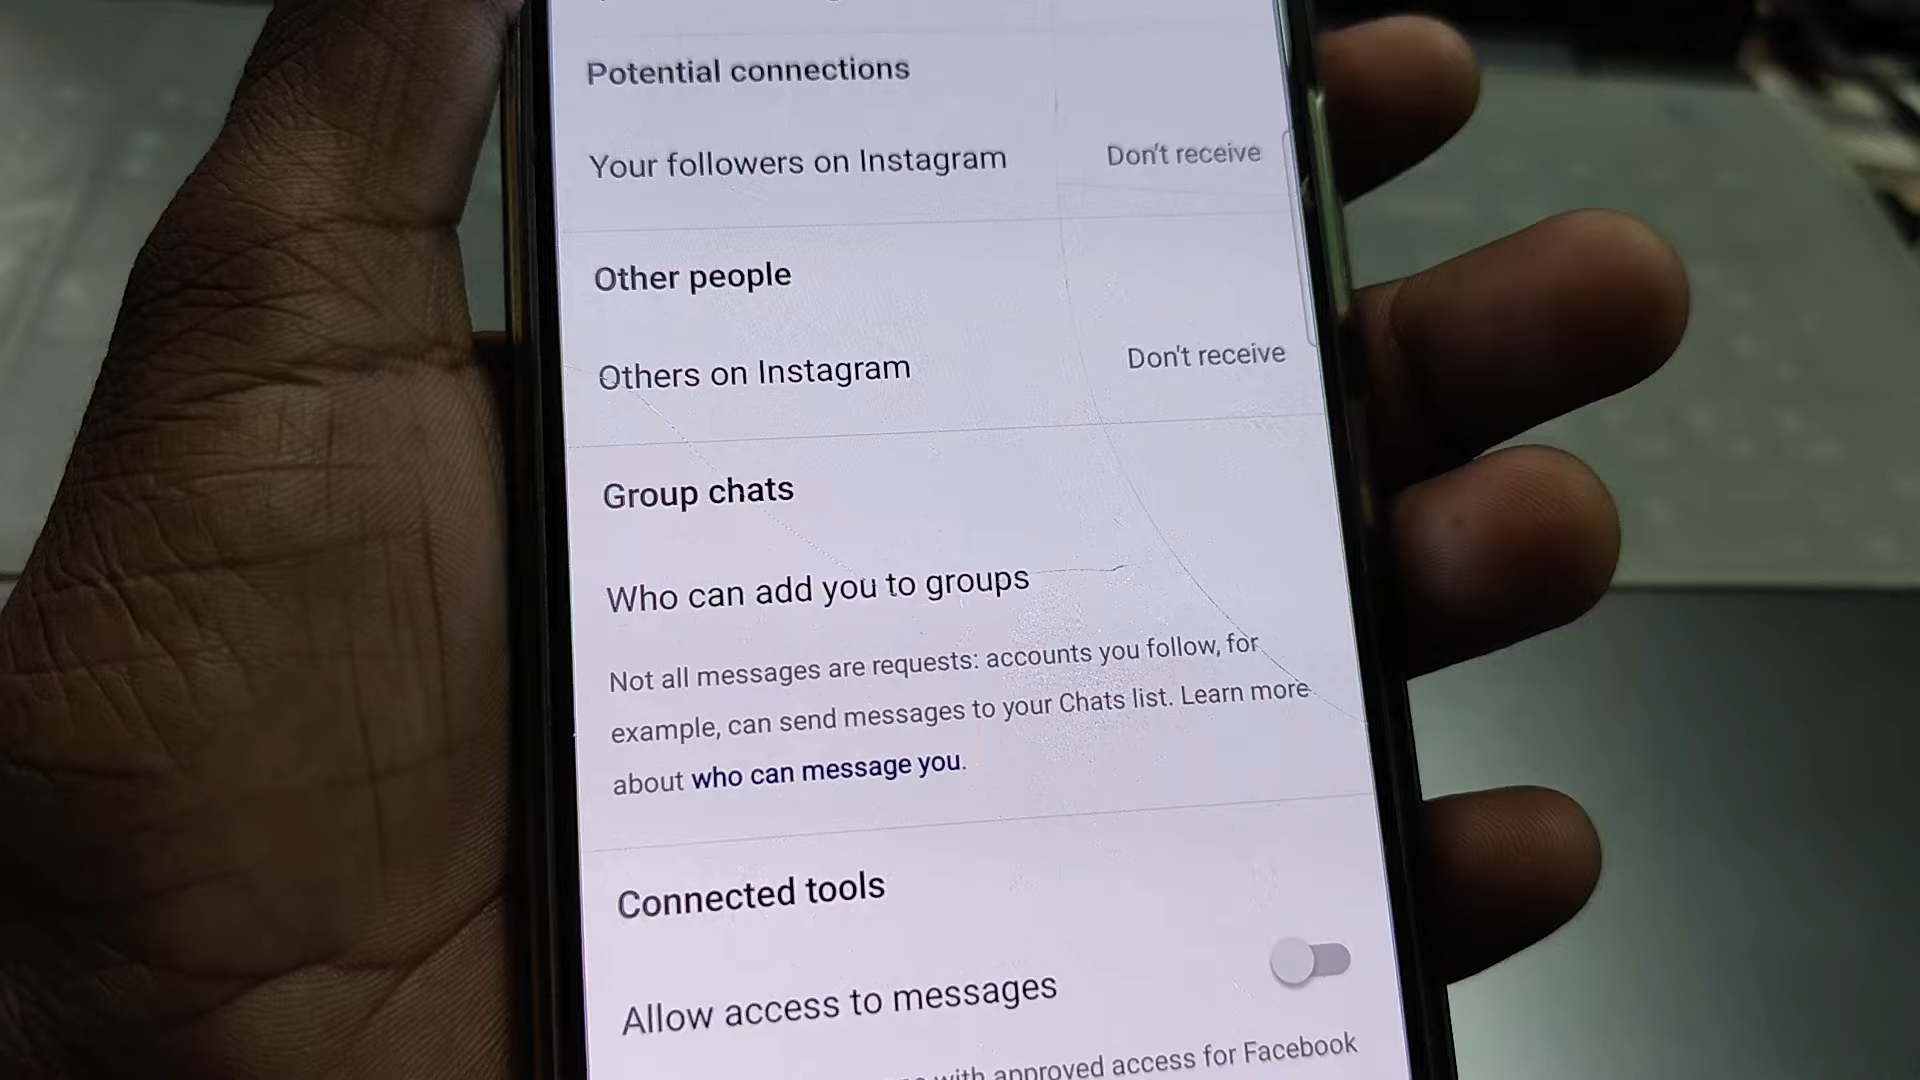 Potential connections
Your followers on Instagram
Don't receive
Other people
Others on Instagram
Don't receive
Group chats
Who can add you to groups
Not all messages are requests: accounts you follow, for
example, can send messages to your Chats list. Learn more
about who can message you.
Connected tools
Allow access to messages
with approved access for Facebook